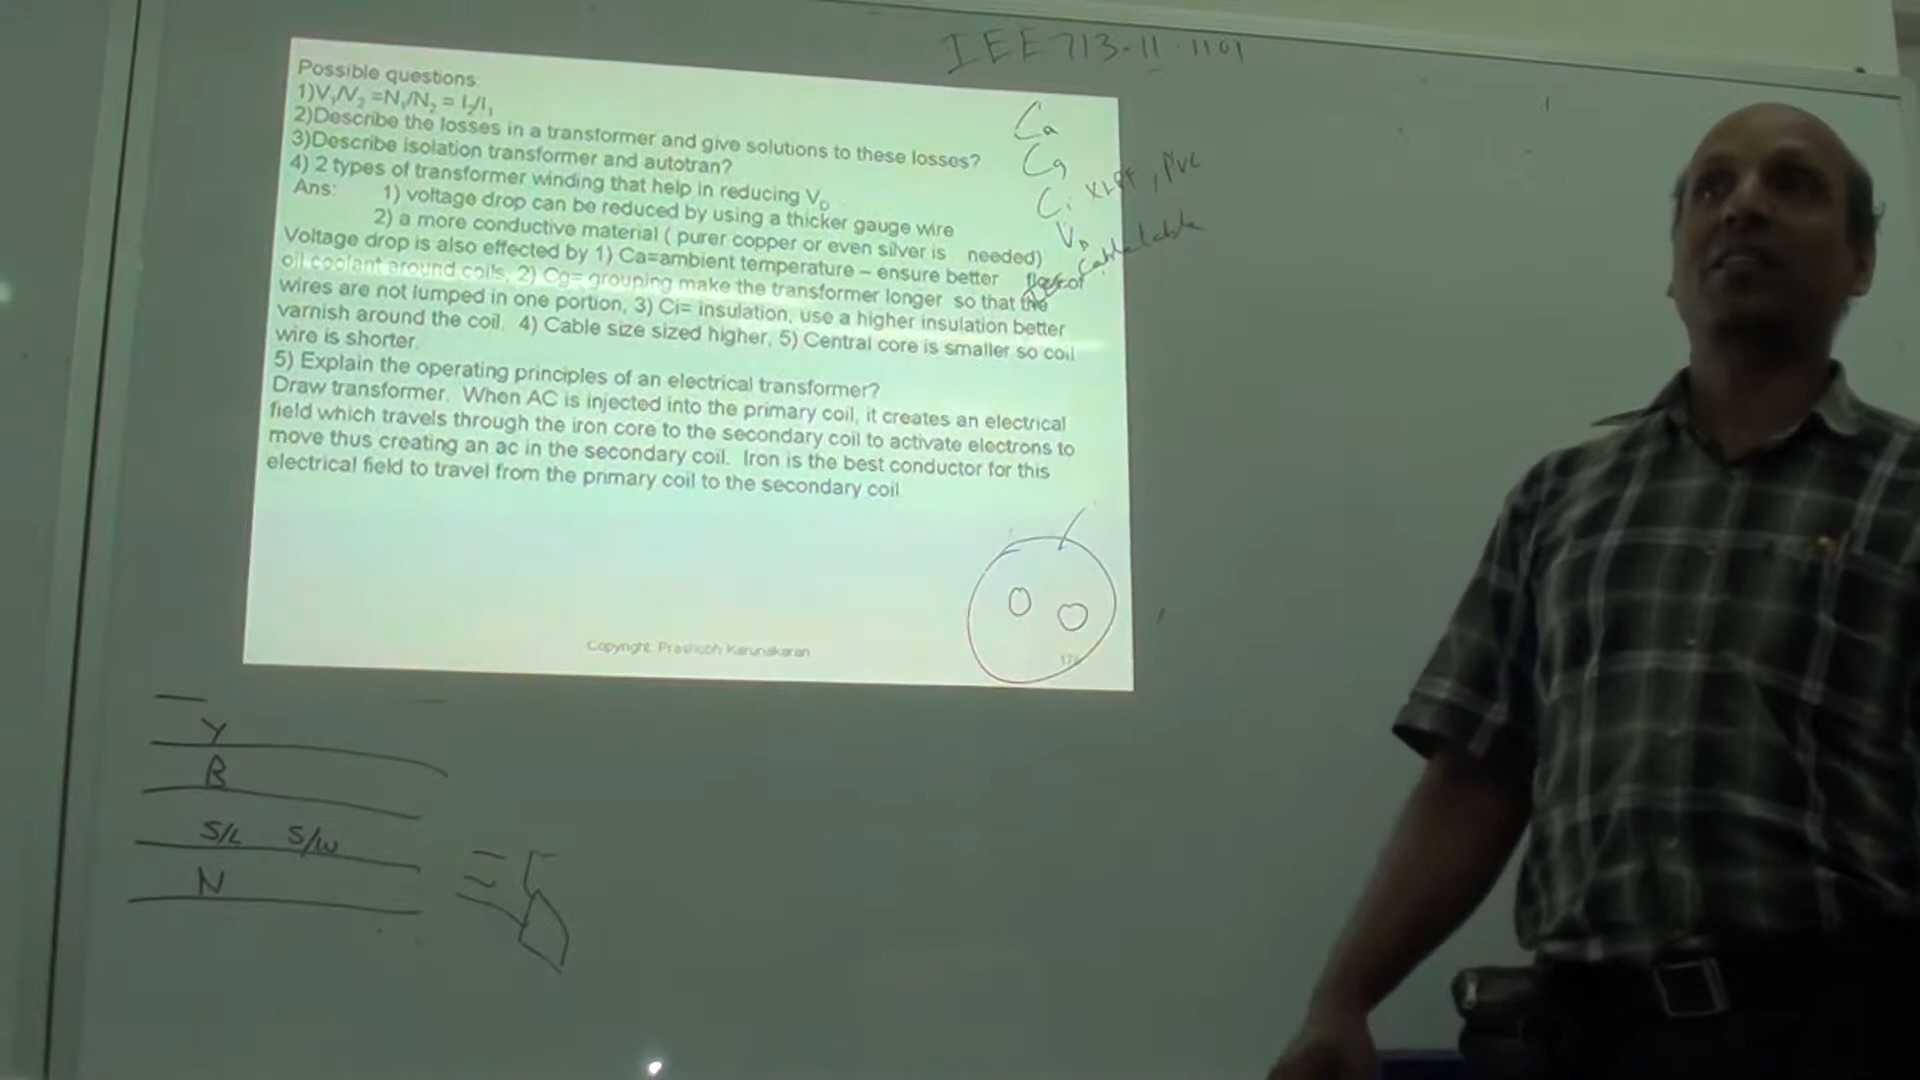 IEE 713-11-1101
Possible questions.
1)V₁/V₂ =N₁/N₂ = I₂/I₁
2)Describe the losses in a transformer and give solutions to these losses?
3)Describe isolation transformer and autotran?
4) 2 types of transformer winding that help in reducing V_D
Ans: 1) voltage drop can be reduced by using a thicker gauge wire
2) a more conductive material ( purer copper or even silver is needed)
Voltage drop is also effected by 1) Ca=ambient temperature – ensure better
oil coolant around coils, 2) Cg= grouping make the transformer longer so that the
wires are not lumped in one portion, 3) Ci= insulation, use a higher insulation better
varnish around the coil. 4) Cable size sized higher, 5) Central core is smaller so coil
wire is shorter.
5) Explain the operating principles of an electrical transformer?
Draw transformer. When AC is injected into the primary coil, it creates an electrical
field which travels through the iron core to the secondary coil to activate electrons to
move thus creating an ac in the secondary coil. Iron is the best conductor for this
electrical field to travel from the primary coil to the secondary coil
Copyright: Prashobh Karunakaran
Ca
Cg
Ci XLPE, PVC
V_D Cable table
Y
B
S/L S/W
N